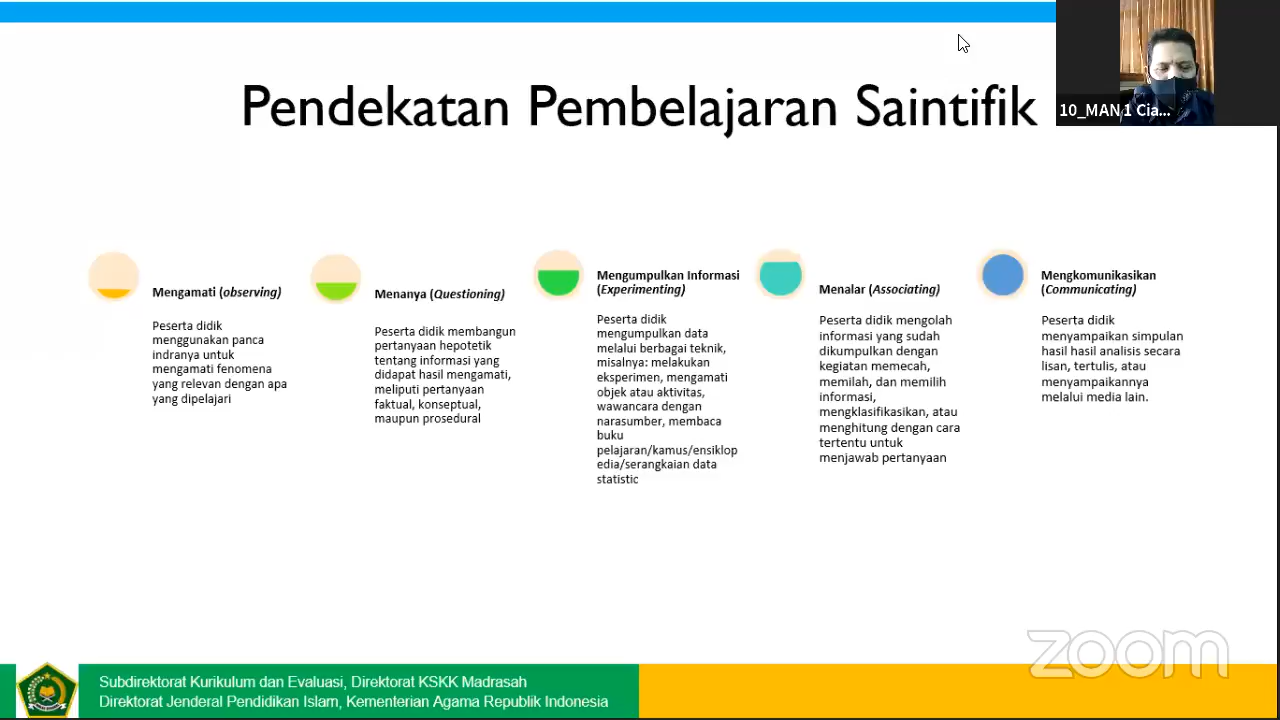 Pendekatan Pembelajaran Saintifik
10_MAN 1 Cia...
Mengamati (observing)
Peserta didik
menggunakan panca
indranya untuk
mengamati fenomena
yang relevan dengan apa
yang dipelajari
Menanya (Questioning)
Peserta didik membangun
pertanyaan hepotetik
tentang informasi yang
didapat hasil mengamati,
meliputi pertanyaan
faktual, konseptual,
maupun prosedural
Mengumpulkan Informasi
(Experimenting)
Peserta didik
mengumpulkan data
melalui berbagai teknik,
misalnya: melakukan
eksperimen, mengamati
objek atau aktivitas,
wawancara dengan
narasumber, membaca
buku
pelajaran/kamus/ensiklop
edia/serangkaian data
statistic
Menalar (Associating)
Peserta didik mengolah
informasi yang sudah
dikumpulkan dengan
kegiatan memecah,
memilah, dan memilih
informasi,
mengklasifikasikan, atau
menghitung dengan cara
tertentu untuk
menjawab pertanyaan
Mengkomunikasikan
(Communicating)
Peserta didik
menyampaikan simpulan
hasil hasil analisis secara
lisan, tertulis, atau
menyampaikannya
melalui media lain.
zoom
Subdirektorat Kurikulum dan Evaluasi, Direktorat KSKK Madrasah
Direktorat Jenderal Pendidikan Islam, Kementerian Agama Republik Indonesia